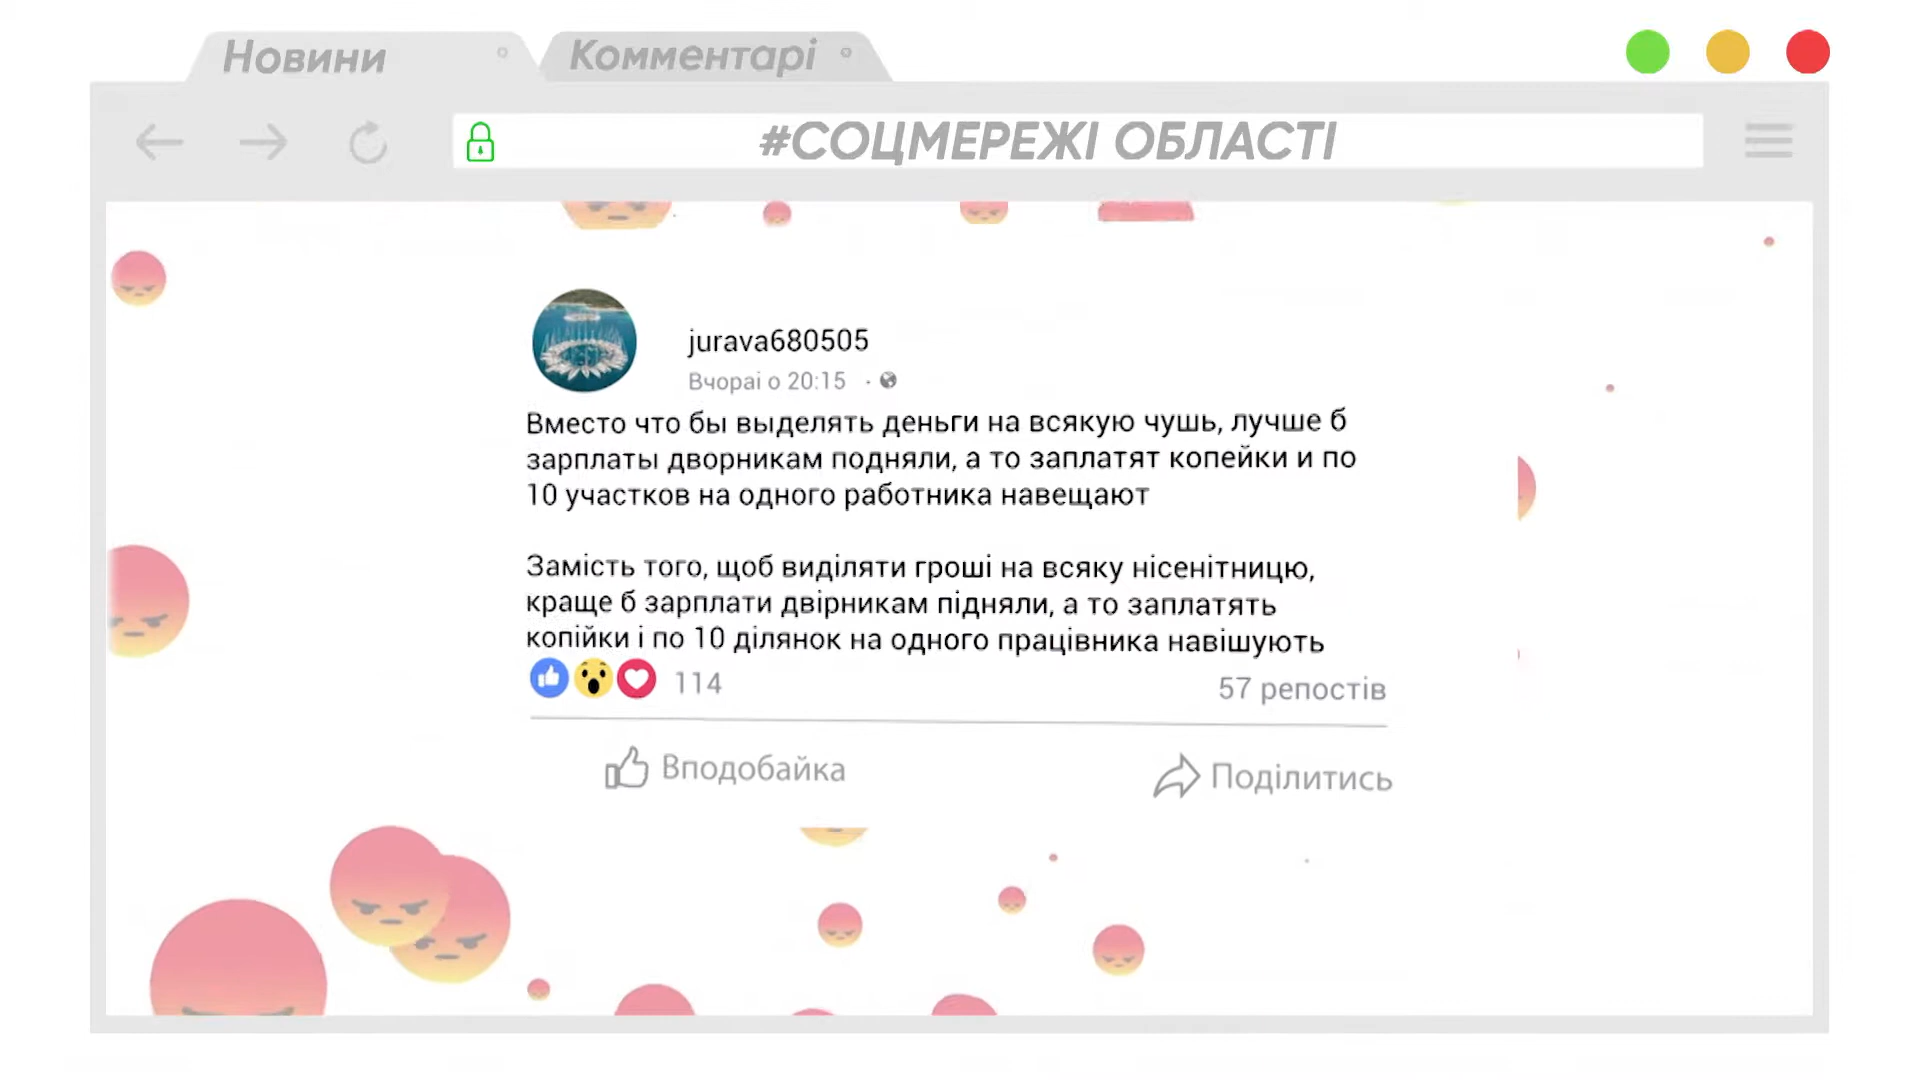 Новини
Комментарі
#СОЦМЕРЕЖІ ОБЛАСТІ
jurava680505
Вчораі о 20:15
Вместо что бы выделять деньги на всякую чушь, лучше б
зарплаты дворникам подняли, а то заплатят копейки и по
10 участков на одного работника навещают
Замість того, щоб виділяти гроші на всяку нісенітницю,
краще б зарплати двірникам підняли, а то заплатять
копійки і по 10 ділянок на одного працівника навішують
114
57 репостів
Вподобайка
Поділитись